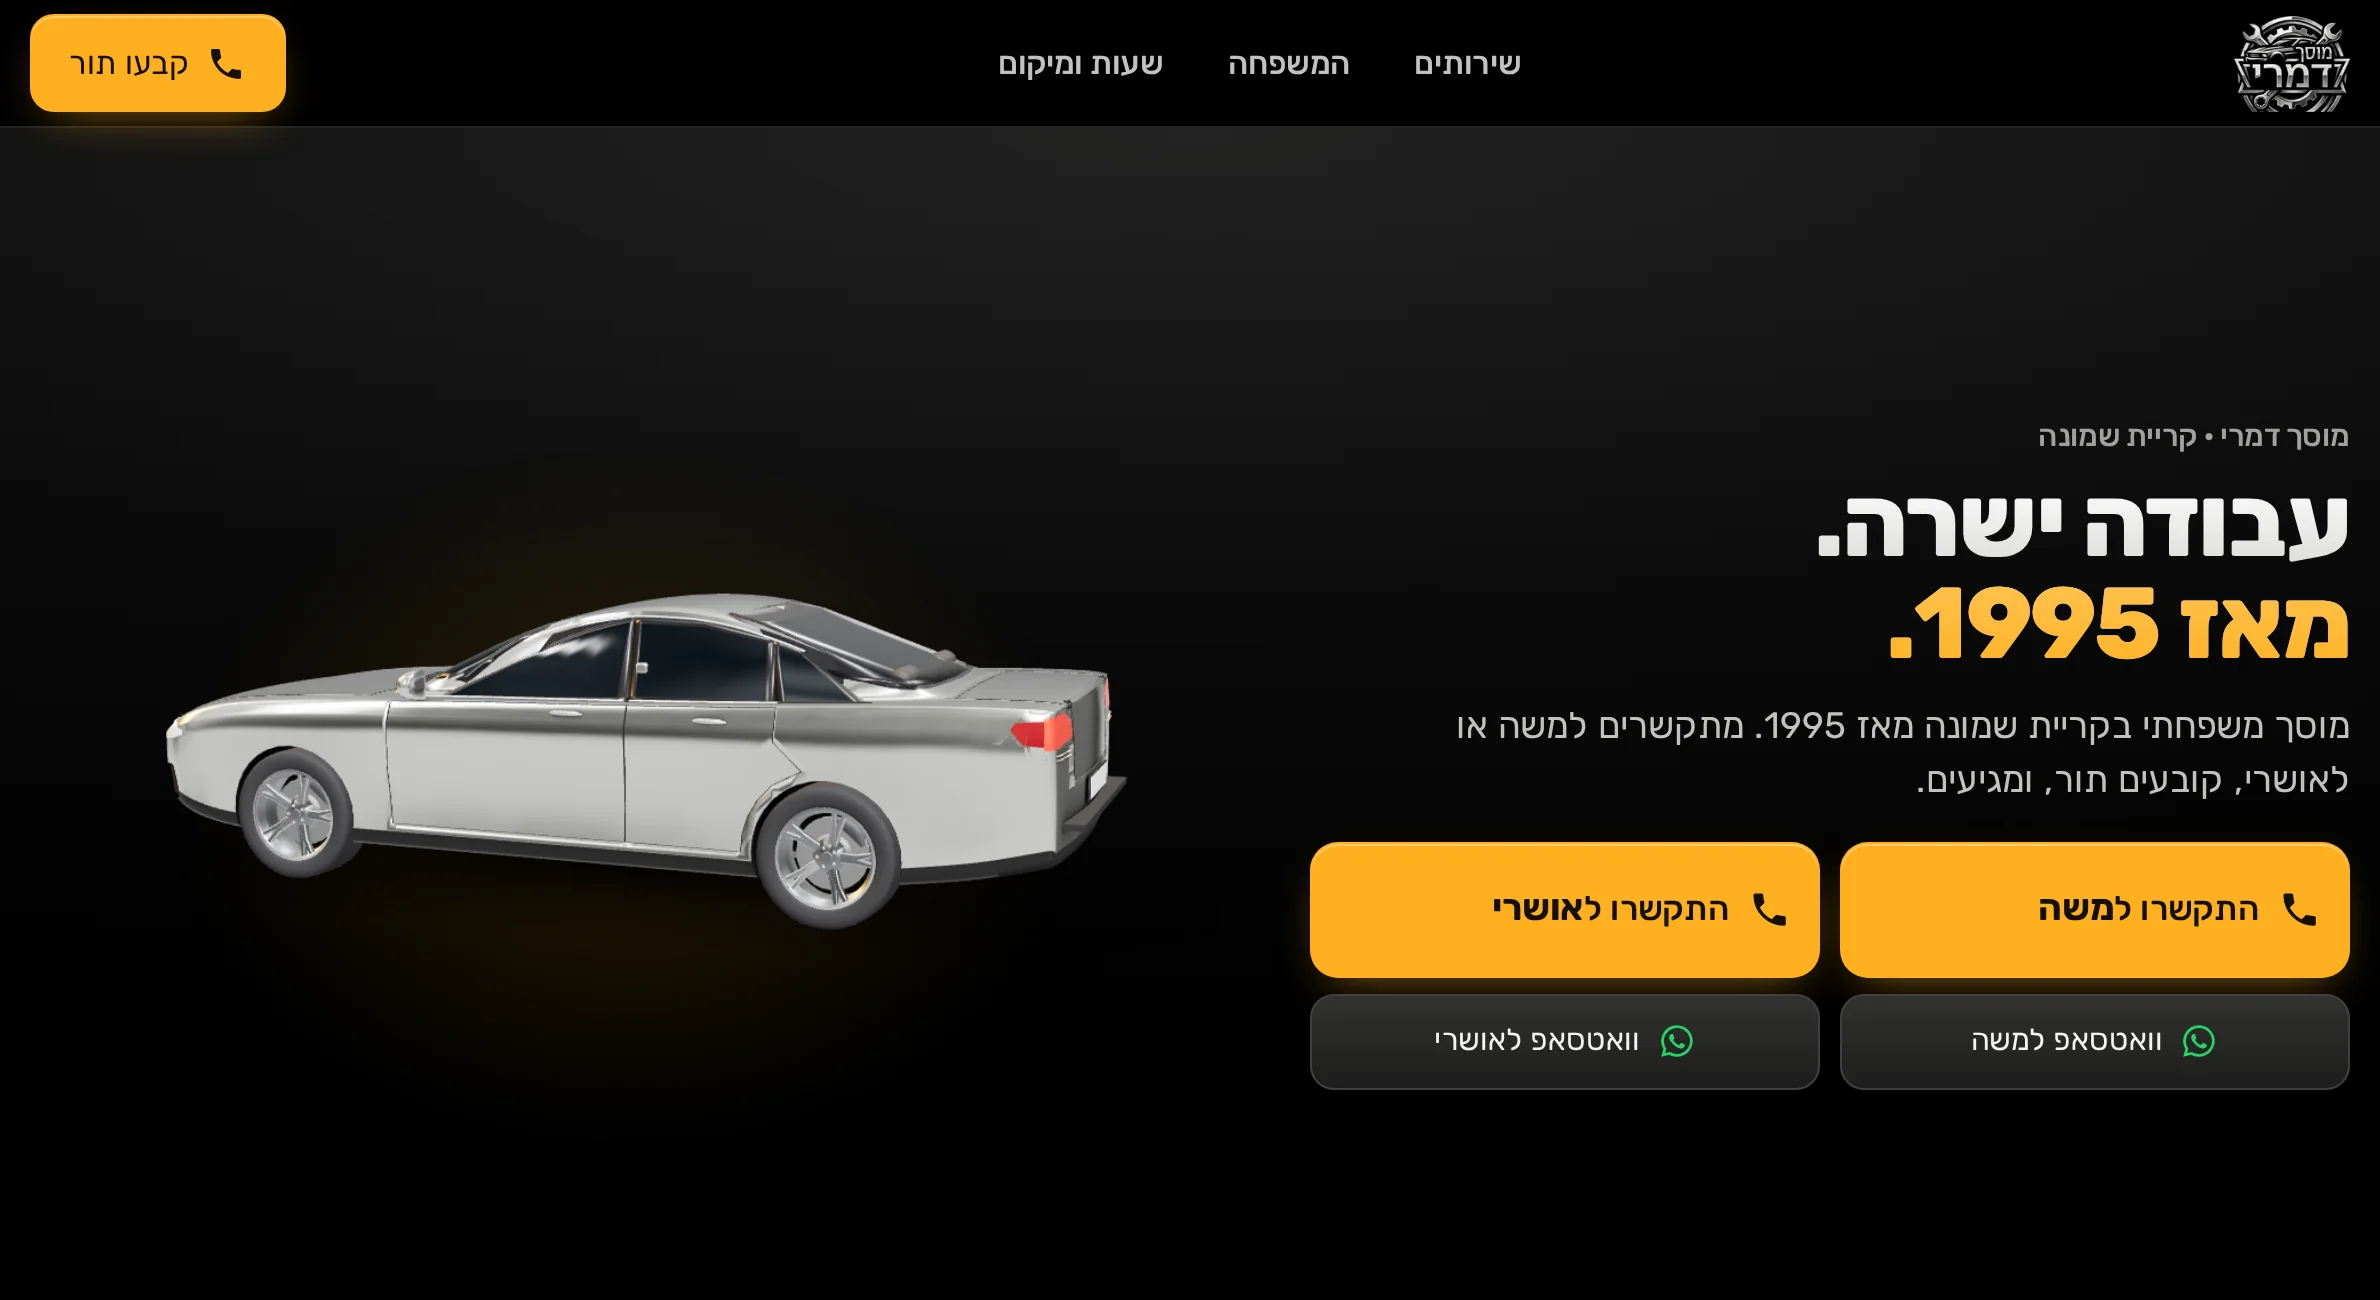 מוסך
דמרי
שירותים
המשפחה
שעות ומיקום
קבעו תור
מוסך דמרי • קריית שמונה
עבודה ישרה.
מאז 1995.
מוסך משפחתי בקריית שמונה מאז 1995. מתקשרים למשה או
לאושרי, קובעים תור, ומגיעים.
התקשרו למשה
התקשרו לאושרי
וואטסאפ למשה
וואטסאפ לאושרי